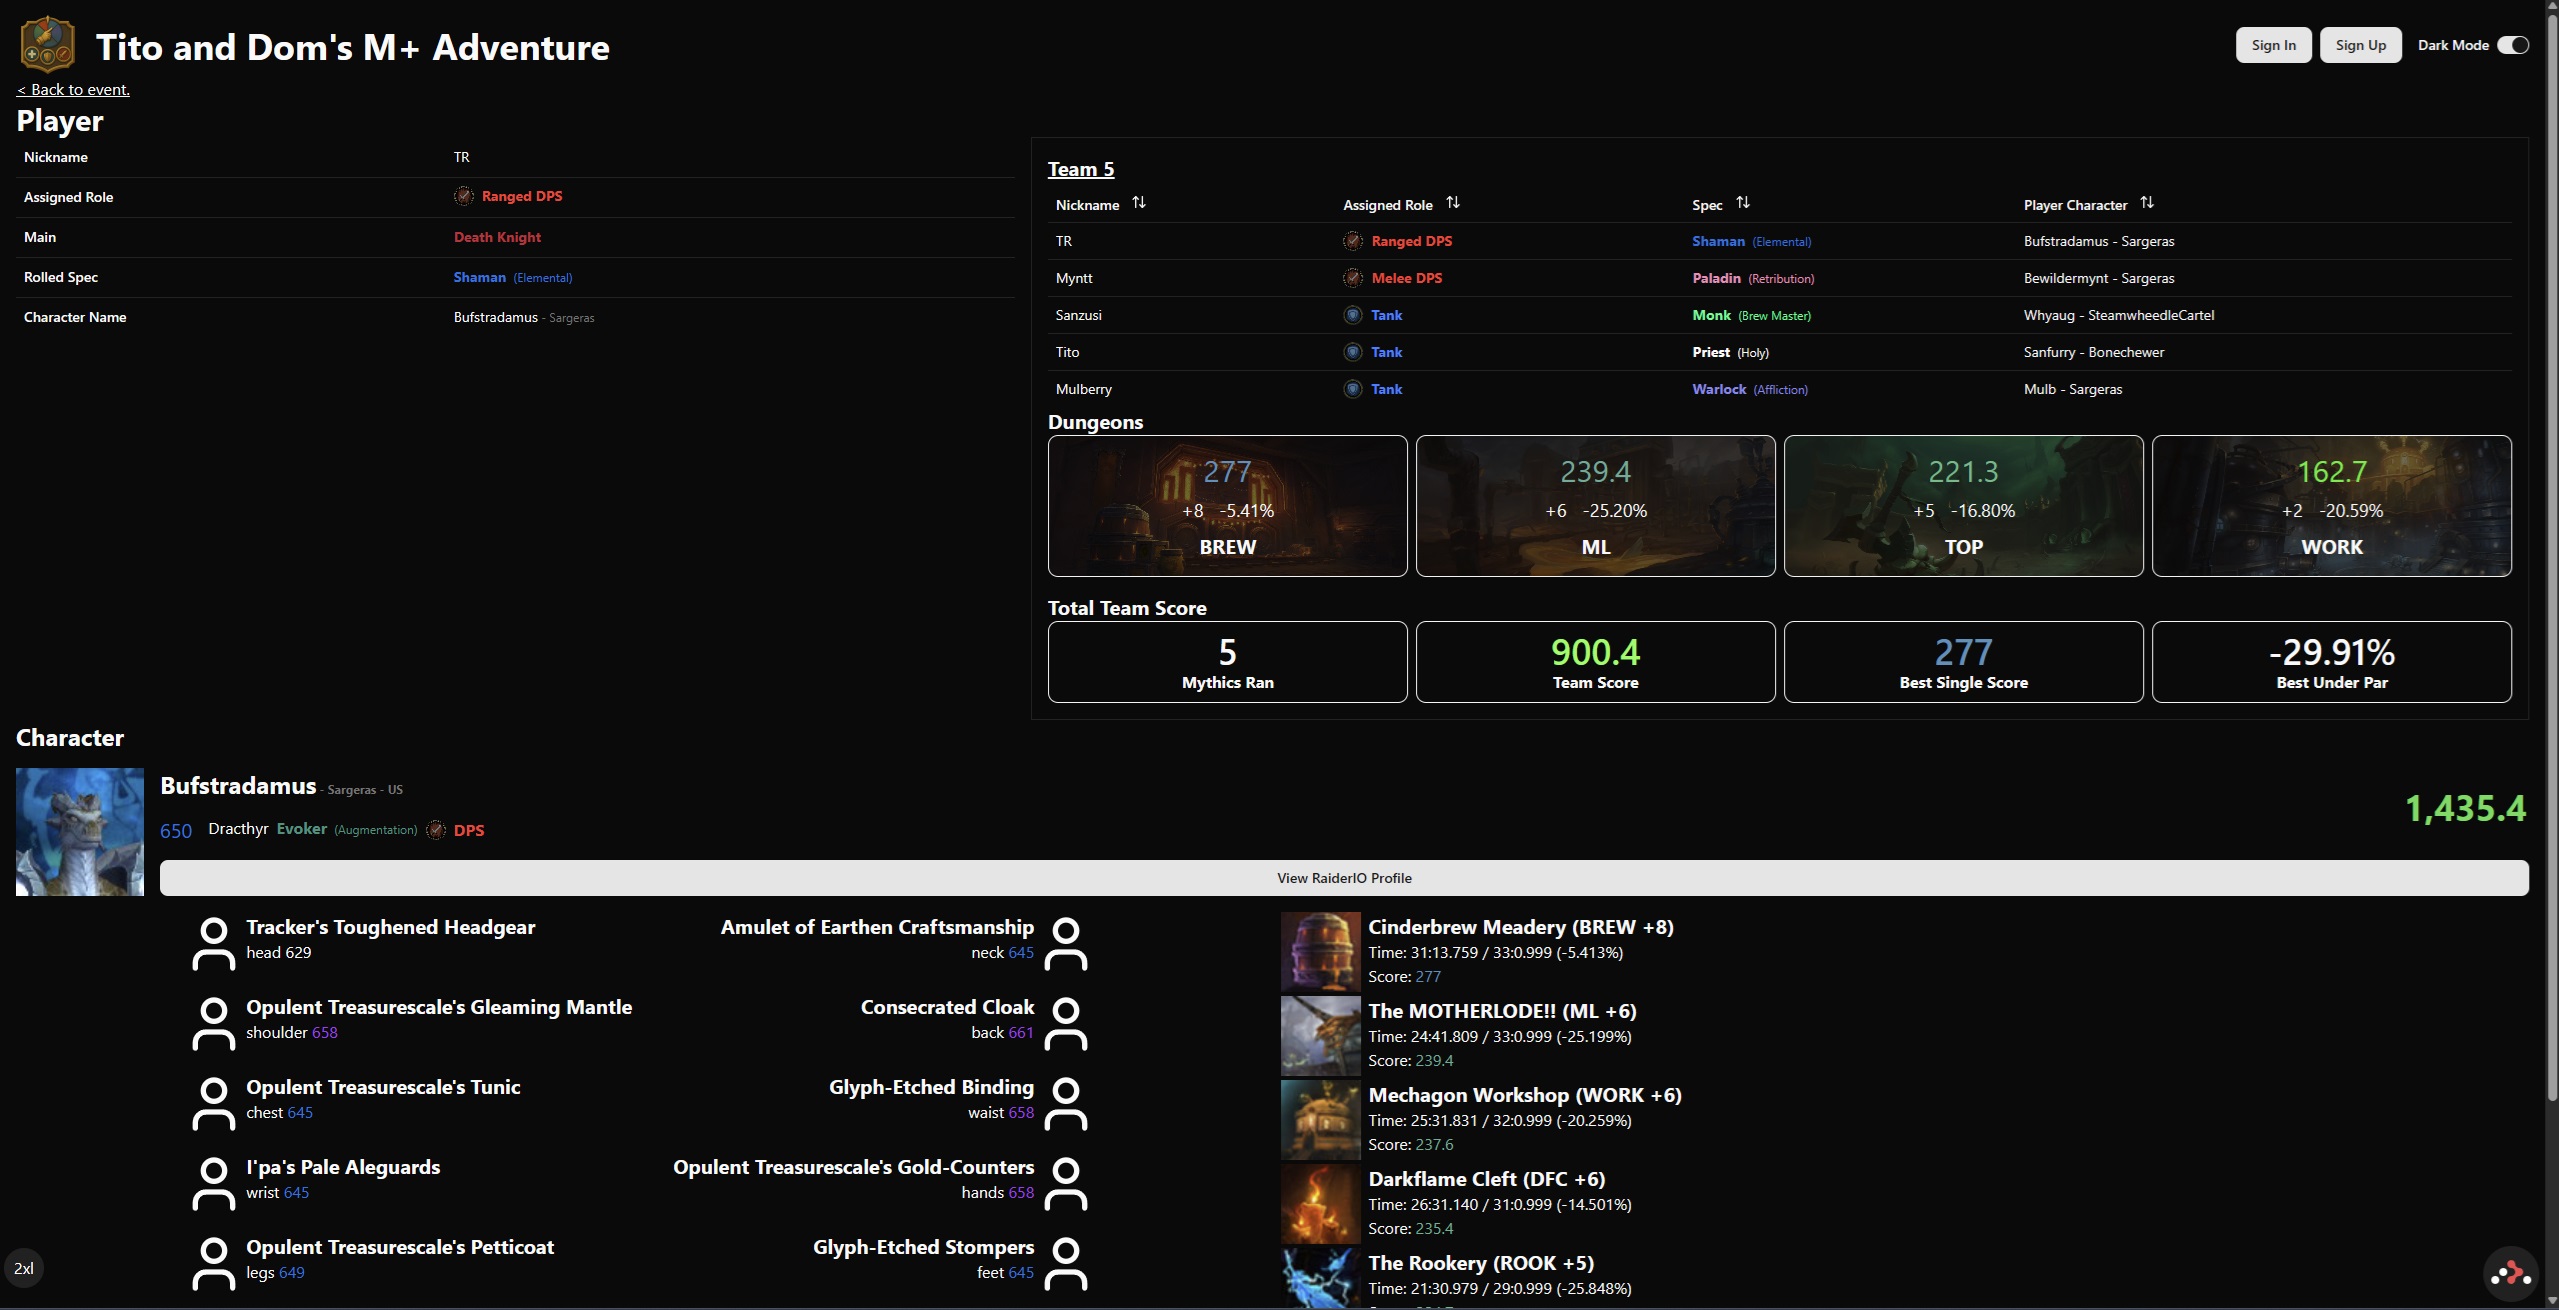 Tito and Dom's M+ Adventure
Sign In
Sign Up
Dark Mode
< Back to event.
Player
Nickname TR
Assigned Role Ranged DPS
Main Death Knight
Rolled Spec Shaman (Elemental)
Character Name Bufstradamus - Sargeras
Team 5
Nickname Assigned Role Spec Player Character
TR Ranged DPS Shaman (Elemental) Bufstradamus - Sargeras
Myntt Melee DPS Paladin (Retribution) Bewildermynt - Sargeras
Sanzusi Tank Monk (Brew Master) Whyaug - SteamwheedleCartel
Tito Tank Priest (Holy) Sanfurry - Bonechewer
Mulberry Tank Warlock (Affliction) Mulb - Sargeras
Dungeons
277
+8 -5.41%
BREW
239.4
+6 -25.20%
ML
221.3
+5 -16.80%
TOP
162.7
+2 -20.59%
WORK
Total Team Score
5
Mythics Ran
900.4
Team Score
277
Best Single Score
-29.91%
Best Under Par
Character
Bufstradamus - Sargeras - US
650 Dracthyr Evoker (Augmentation) DPS
1,435.4
View RaiderIO Profile
Tracker's Toughened Headgear
head 629
Opulent Treasurescale's Gleaming Mantle
shoulder 658
Opulent Treasurescale's Tunic
chest 645
I'pa's Pale Aleguards
wrist 645
Opulent Treasurescale's Petticoat
legs 649
Amulet of Earthen Craftsmanship
neck 645
Consecrated Cloak
back 661
Glyph-Etched Binding
waist 658
Opulent Treasurescale's Gold-Counters
hands 658
Glyph-Etched Stompers
feet 645
Cinderbrew Meadery (BREW +8)
Time: 31:13.759 / 33:0.999 (-5.413%)
Score: 277
The MOTHERLODE!! (ML +6)
Time: 24:41.809 / 33:0.999 (-25.199%)
Score: 239.4
Mechagon Workshop (WORK +6)
Time: 25:31.831 / 32:0.999 (-20.259%)
Score: 237.6
Darkflame Cleft (DFC +6)
Time: 26:31.140 / 31:0.999 (-14.501%)
Score: 235.4
The Rookery (ROOK +5)
Time: 21:30.979 / 29:0.999 (-25.848%)
2xl